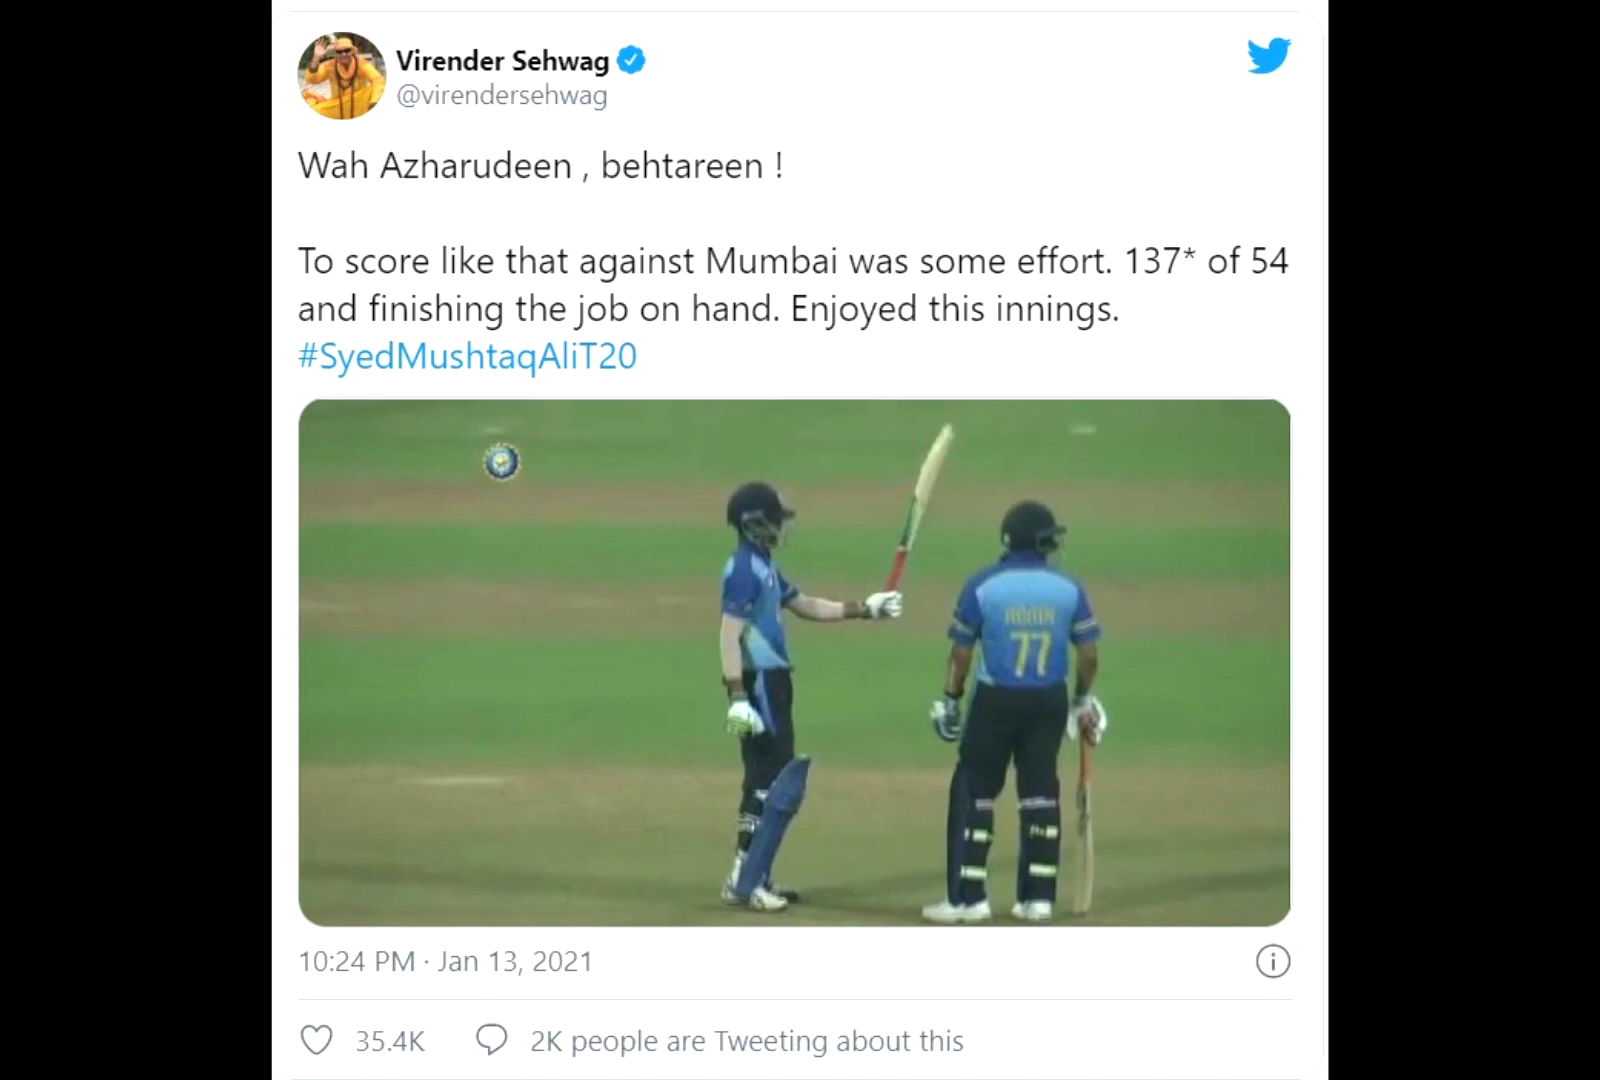 Virender Sehwag
@virendersehwag
Wah Azharudeen , behtareen !
To score like that against Mumbai was some effort. 137* of 54
and finishing the job on hand. Enjoyed this innings.
#SyedMushtaqAliT20
77
10:24 PM · Jan 13, 2021
35.4K 2K people are Tweeting about this